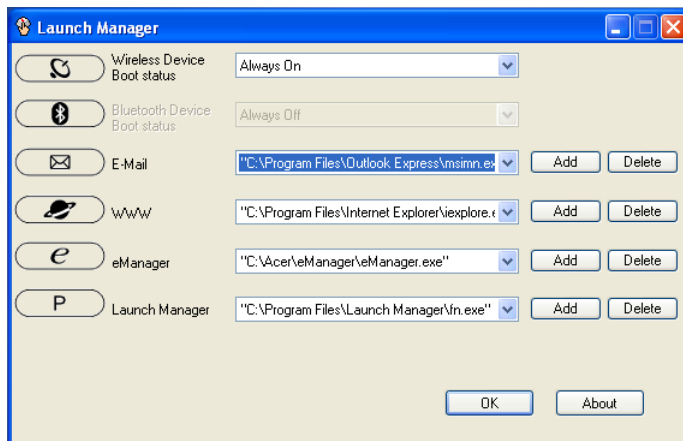 Launch Manager
Wireless Device
Boot status
Always On
Bluetooth Device
Boot status
Always Off
E-Mail
"C:\Program Files\Outlook Express\msimn.ex
Add
Delete
WWW
"C:\Program Files\Internet Explorer\iexplore.e
Add
Delete
e
eManager
"C:\Acer\eManager\eManager.exe"
Add
Delete
P
Launch Manager
"C:\Program Files\Launch Manager\fn.exe"
Add
Delete
OK
About